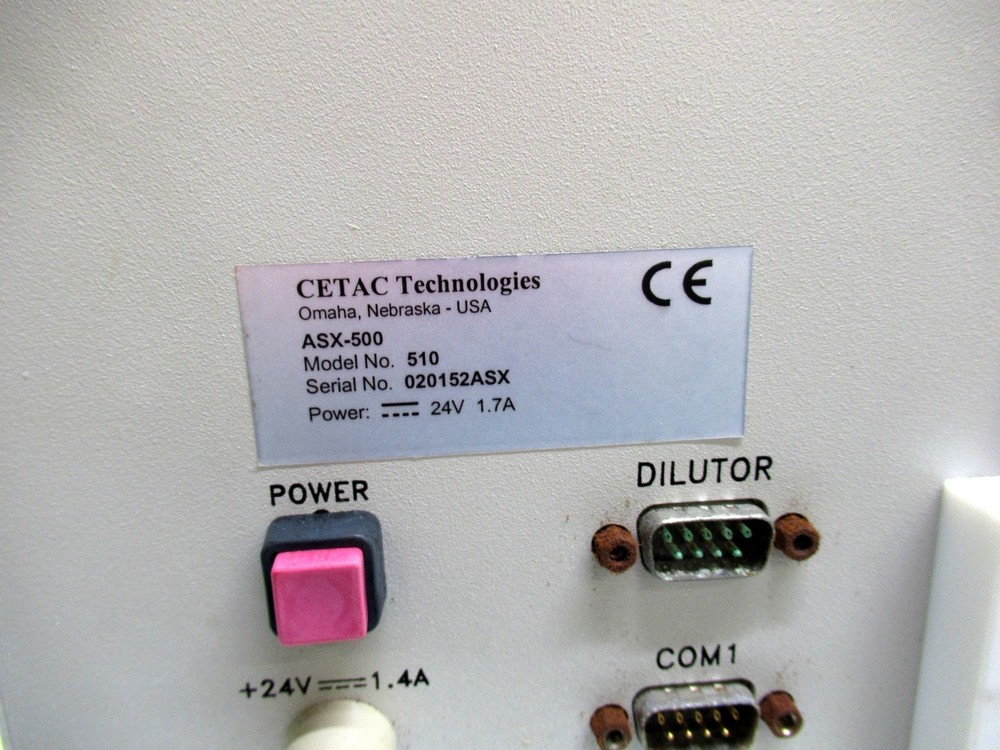 CETAC Technologies
CE
Omaha, Nebraska - USA
ASX-500
Model No. 510
Serial No. 020152ASX
Power: 24V 1.7A
POWER
DILUTOR
COM1
+24V 1.4A